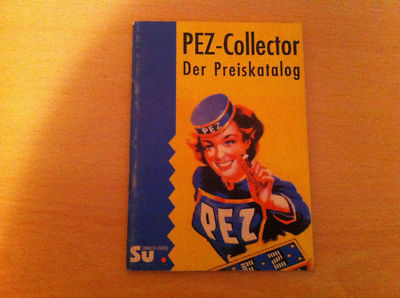 PEZ-Collector
Der Preiskatalog
PEZ
PEZ
Su